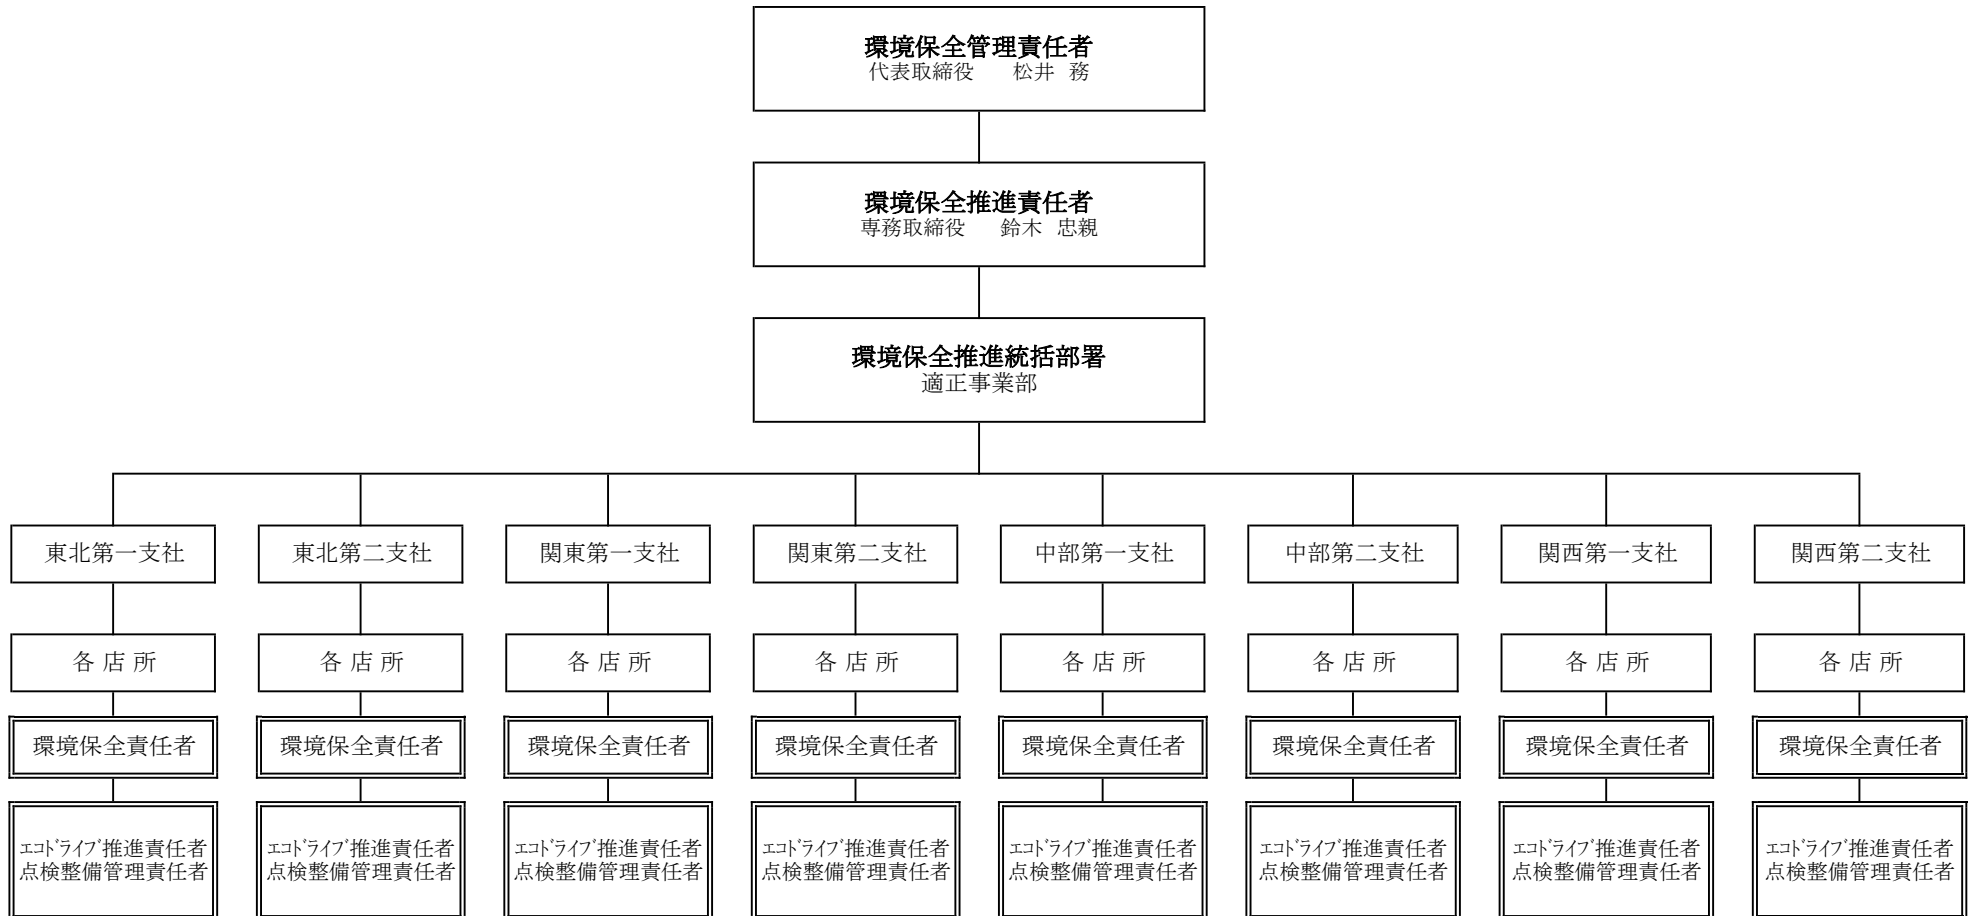 環境保全管理責任者
代表取締役　松井 務
環境保全推進責任者
専務取締役　鈴木 忠親
環境保全推進統括部署
適正事業部
東北第一支社
東北第二支社
関東第一支社
関東第二支社
中部第一支社
中部第二支社
関西第一支社
関西第二支社
各 店 所
各 店 所
各 店 所
各 店 所
各 店 所
各 店 所
各 店 所
各 店 所
環境保全責任者
環境保全責任者
環境保全責任者
環境保全責任者
環境保全責任者
環境保全責任者
環境保全責任者
環境保全責任者
ｴｺﾄﾞﾗｲﾌﾞ推進責任者
点検整備管理責任者
ｴｺﾄﾞﾗｲﾌﾞ推進責任者
点検整備管理責任者
ｴｺﾄﾞﾗｲﾌﾞ推進責任者
点検整備管理責任者
ｴｺﾄﾞﾗｲﾌﾞ推進責任者
点検整備管理責任者
ｴｺﾄﾞﾗｲﾌﾞ推進責任者
点検整備管理責任者
ｴｺﾄﾞﾗｲﾌﾞ推進責任者
点検整備管理責任者
ｴｺﾄﾞﾗｲﾌﾞ推進責任者
点検整備管理責任者
ｴｺﾄﾞﾗｲﾌﾞ推進責任者
点検整備管理責任者